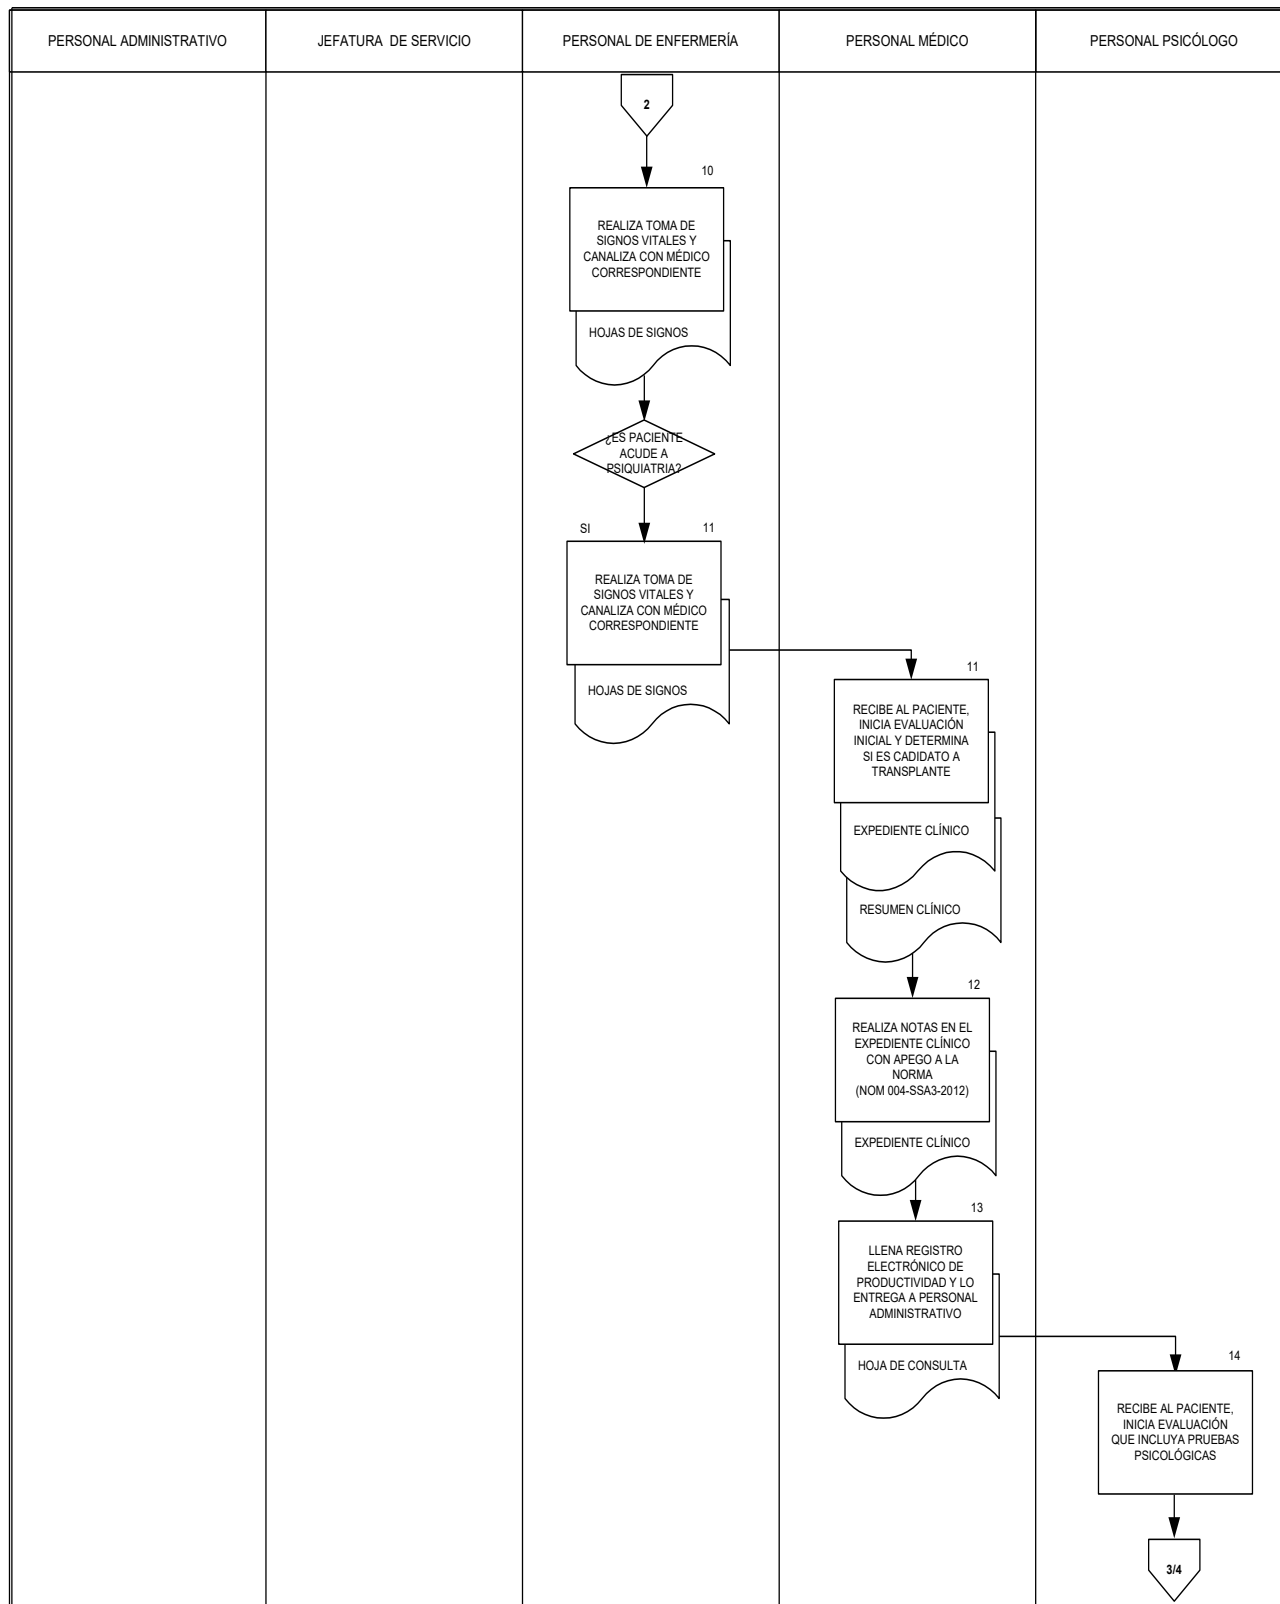 PERSONAL ADMINISTRATIVO
JEFATURA DE SERVICIO
PERSONAL DE ENFERMERÍA
PERSONAL MÉDICO
PERSONAL PSICÓLOGO
2
10
REALIZA TOMA DE
SIGNOS VITALES Y
CANALIZA CON MÉDICO
CORRESPONDIENTE
HOJAS DE SIGNOS
¿ES PACIENTE
ACUDE A
PSIQUIATRIA?
SI
11
REALIZA TOMA DE
SIGNOS VITALES Y
CANALIZA CON MÉDICO
CORRESPONDIENTE
HOJAS DE SIGNOS
11
RECIBE AL PACIENTE,
INICIA EVALUACIÓN
INICIAL Y DETERMINA
SI ES CADIDATO A
TRANSPLANTE
EXPEDIENTE CLÍNICO
RESUMEN CLÍNICO
12
REALIZA NOTAS EN EL
EXPEDIENTE CLÍNICO
CON APEGO A LA
NORMA
(NOM 004-SSA3-2012)
EXPEDIENTE CLÍNICO
13
LLENA REGISTRO
ELECTRÓNICO DE
PRODUCTIVIDAD Y LO
ENTREGA A PERSONAL
ADMINISTRATIVO
HOJA DE CONSULTA
14
RECIBE AL PACIENTE,
INICIA EVALUACIÓN
QUE INCLUYA PRUEBAS
PSICOLÓGICAS
3/4